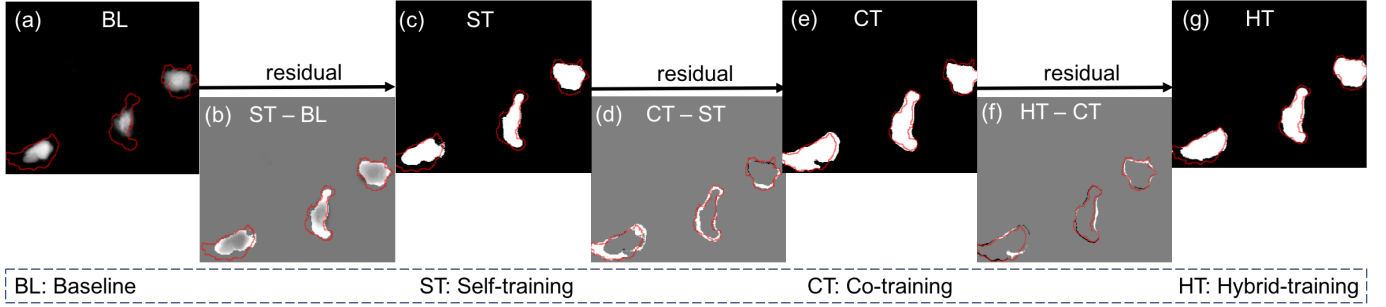 (a) BL
(c) ST
(e) CT
(g) HT
residual
residual
residual
(b) ST – BL
(d) CT – ST
(f) HT – CT
BL: Baseline
ST: Self-training
CT: Co-training
HT: Hybrid-training